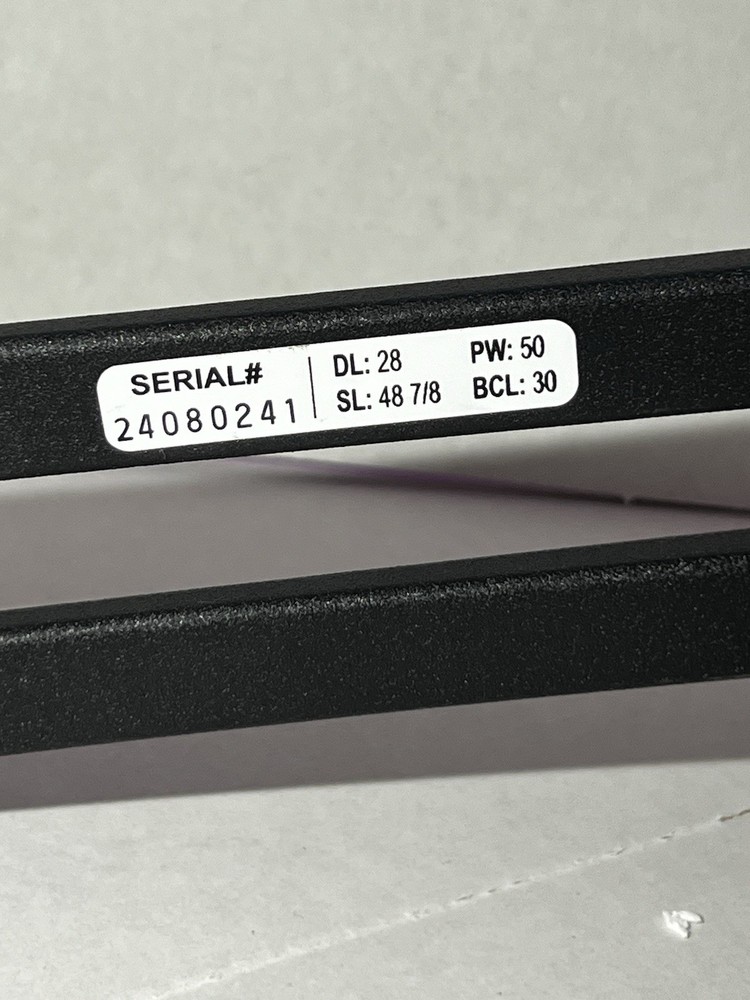 SERIAL#
24080241
DL: 28 PW: 50
SL: 48 7/8 BCL: 30